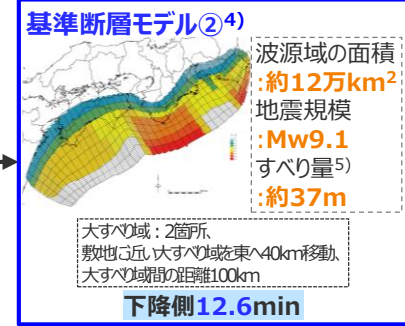 基準断層モデル②4)
波源域の面積
:約12万km2
地震規模
:Mw9.1
すべり量5)
:約37m
大すべり域：2箇所、
敷地に近い大すべり域を東へ40km移動、
大すべり域間の距離100km
下降側12.6min